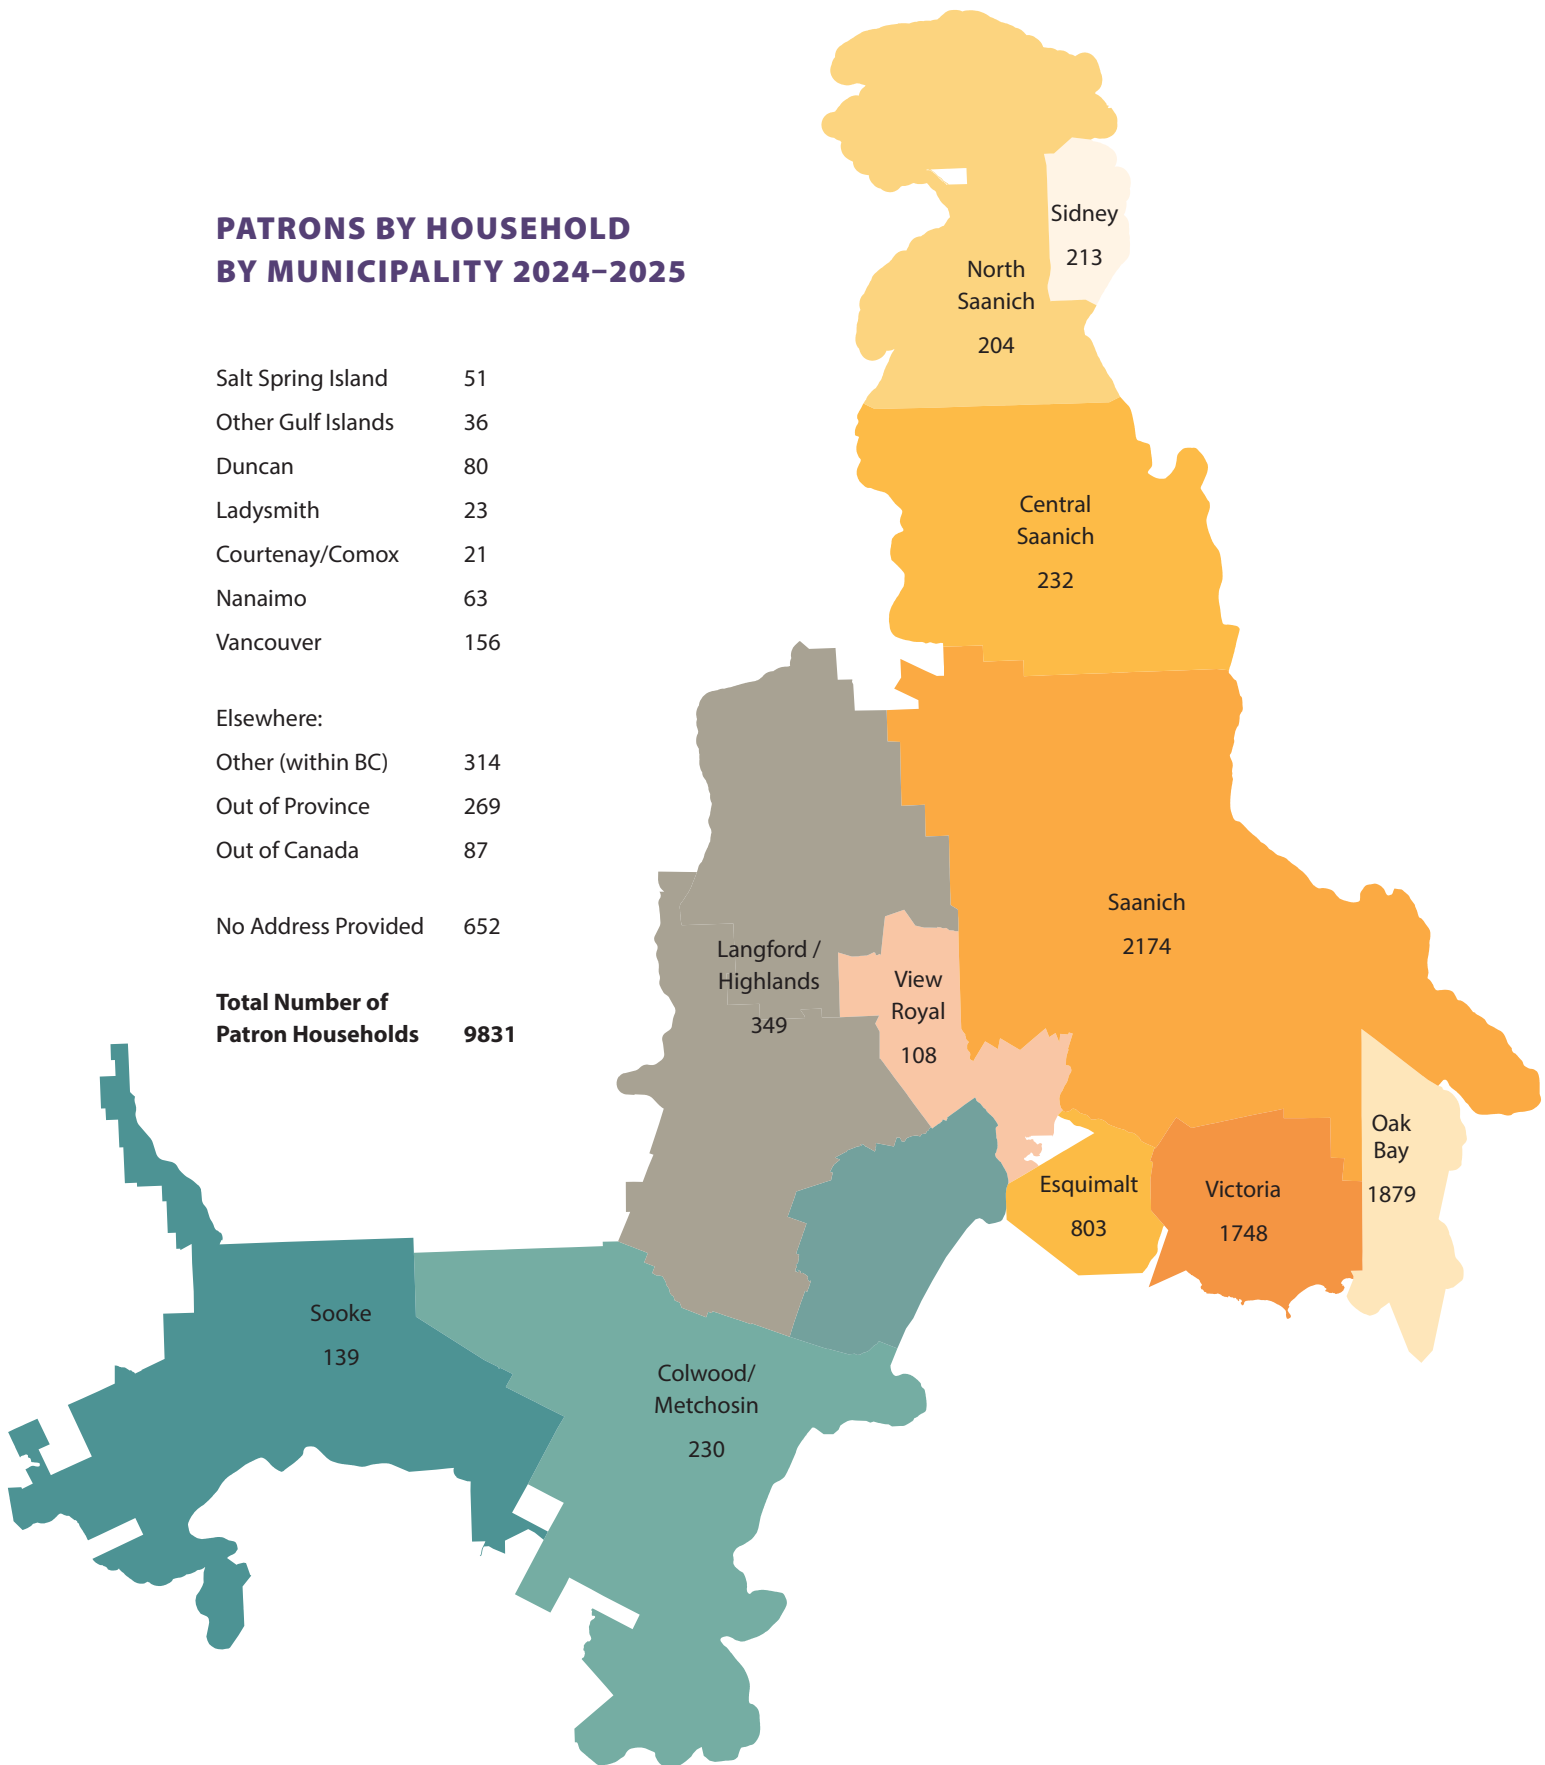 PATRONS BY HOUSEHOLD
BY MUNICIPALITY 2024–2025
Salt Spring Island 51
Other Gulf Islands 36
Duncan 80
Ladysmith 23
Courtenay/Comox 21
Nanaimo 63
Vancouver 156
Elsewhere:
Other (within BC) 314
Out of Province 269
Out of Canada 87
No Address Provided 652
Total Number of
Patron Households 9831
Sidney
213
North
Saanich
204
Central
Saanich
232
Saanich
2174
Langford /
Highlands
349
View
Royal
108
Oak
Bay
1879
Esquimalt
803
Victoria
1748
Sooke
139
Colwood/
Metchosin
230